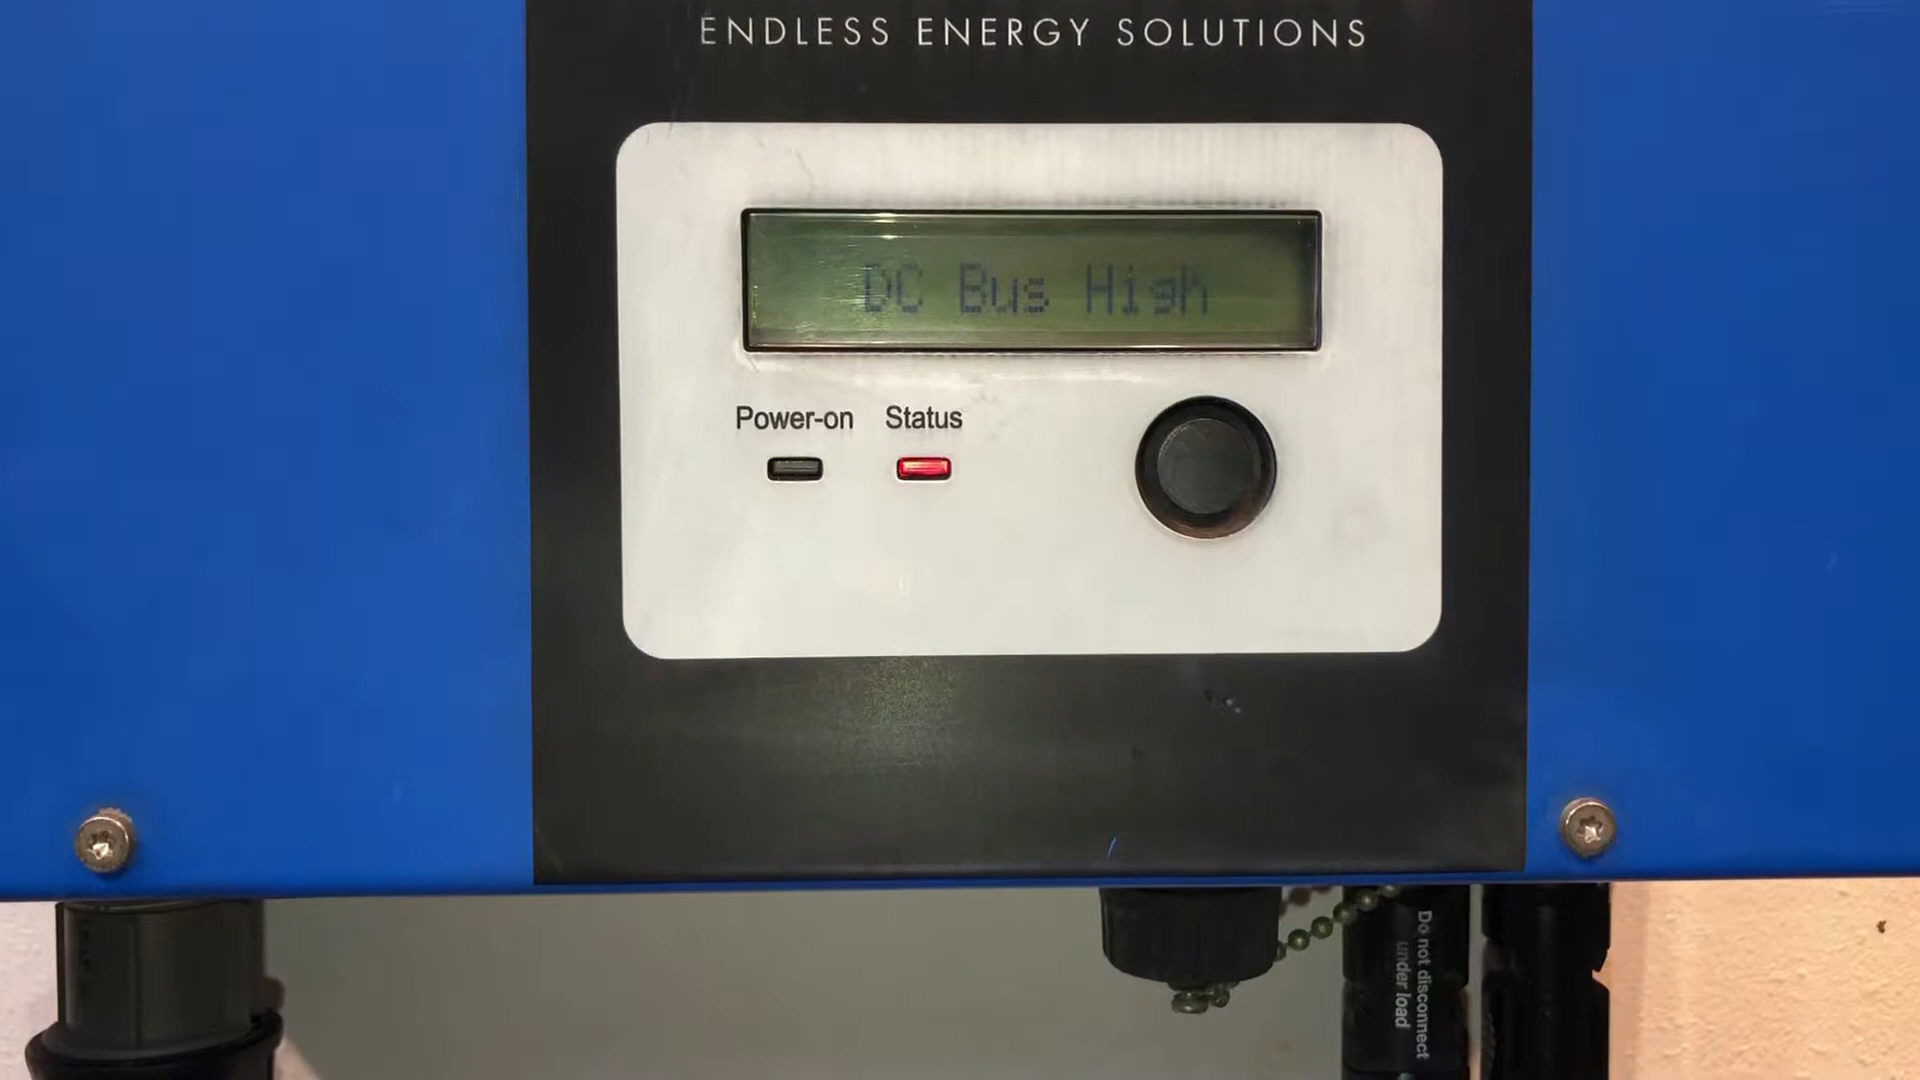 ENDLESS ENERGY SOLUTIONS
DC Bus High
Power-on Status
Do not disconnect
under load